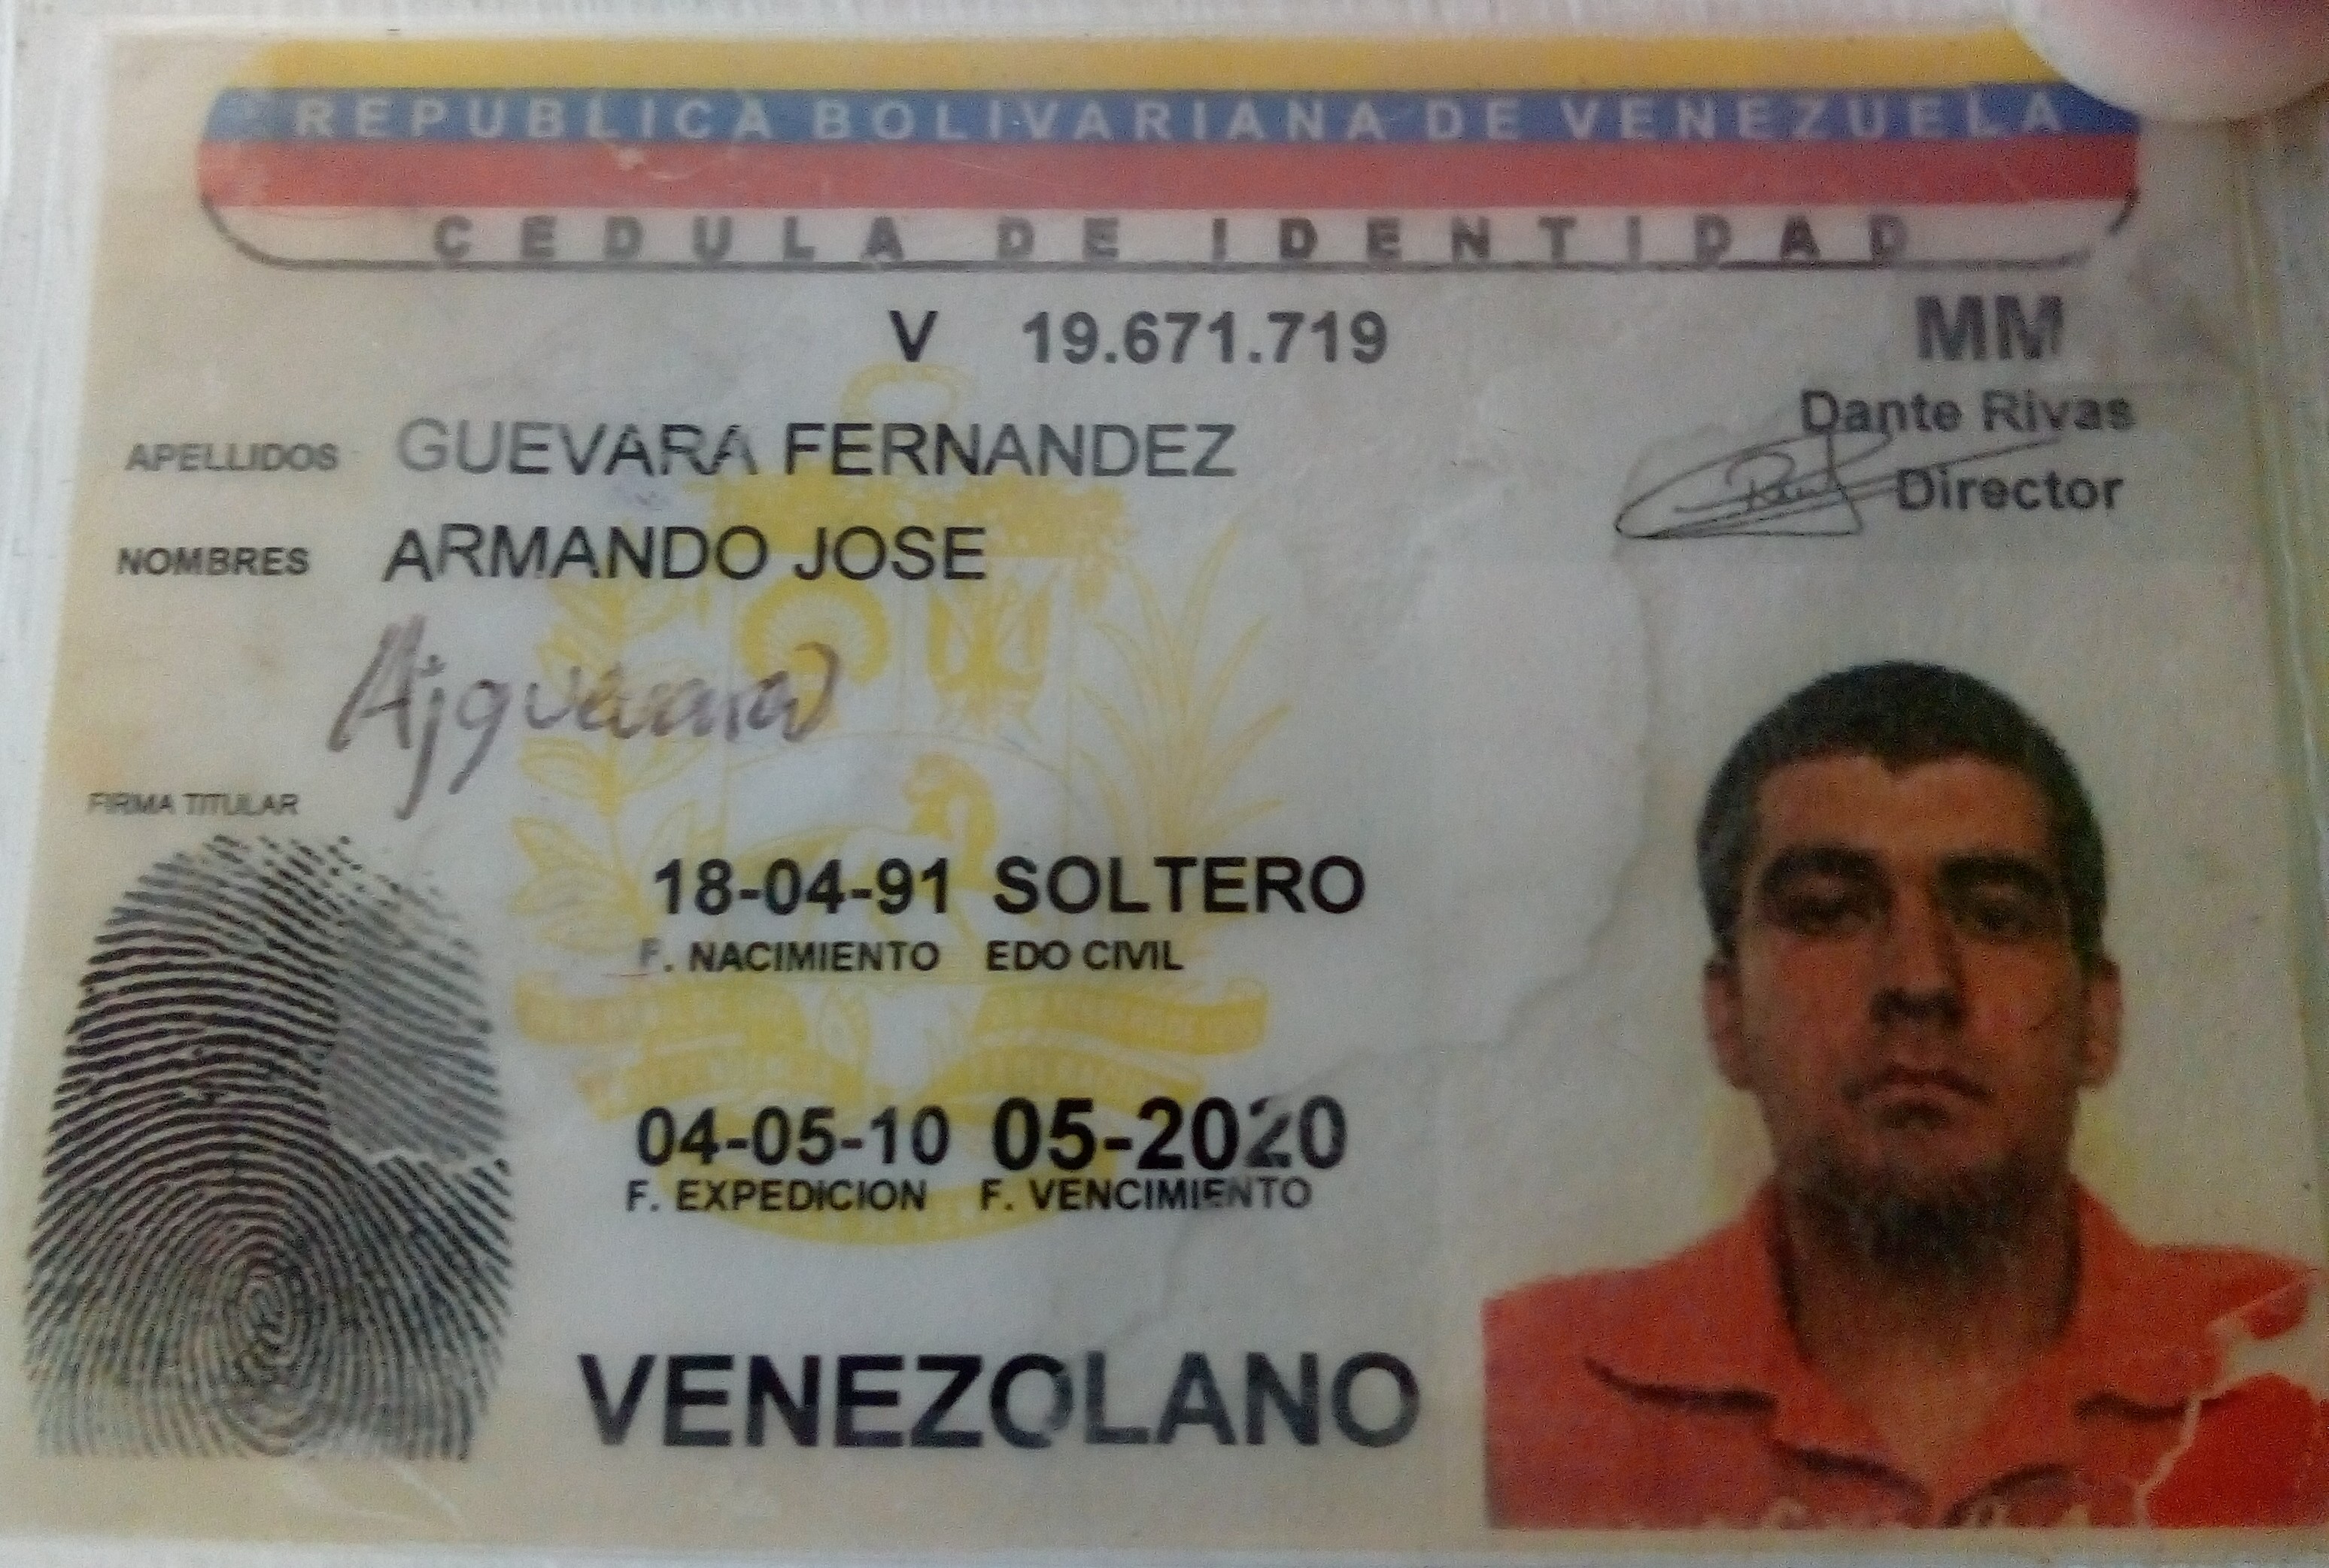 REPUBLICA BOLIVARIANA DE VENEZUELA
CEDULA DE IDENTIDAD
V 19.671.719
MM
Dante Rivas
Director
APELLIDOS GUEVARA FERNANDEZ
NOMBRES ARMANDO JOSE
Ajguevara
FIRMA TITULAR
18-04-91 SOLTERO
F. NACIMIENTO EDO CIVIL
04-05-10 05-2020
F. EXPEDICION F. VENCIMIENTO
VENEZOLANO